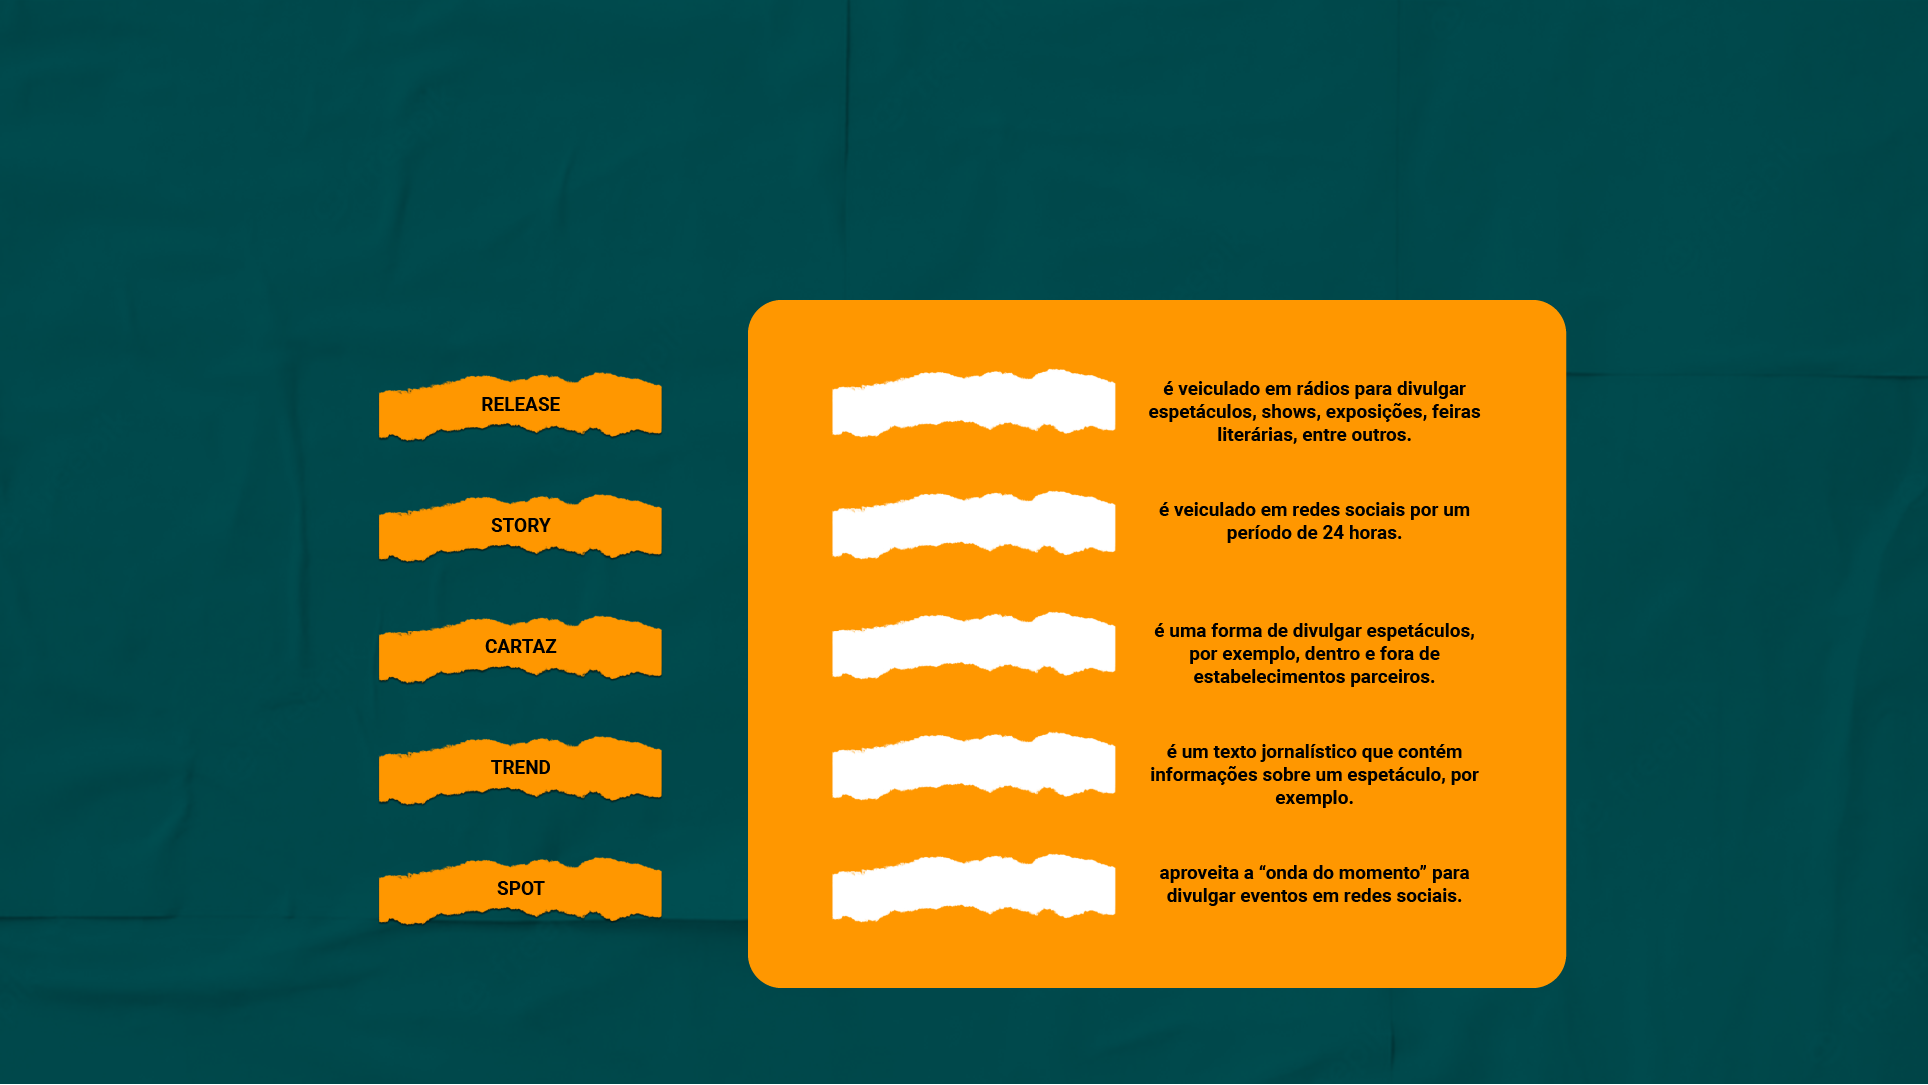 RELEASE
STORY
CARTAZ
TREND
SPOT
é veiculado em rádios para divulgar
espetáculos, shows, exposições, feiras
literárias, entre outros.
é veiculado em redes sociais por um
período de 24 horas.
é uma forma de divulgar espetáculos,
por exemplo, dentro e fora de
estabelecimentos parceiros.
é um texto jornalístico que contém
informações sobre um espetáculo, por
exemplo.
aproveita a “onda do momento” para
divulgar eventos em redes sociais.